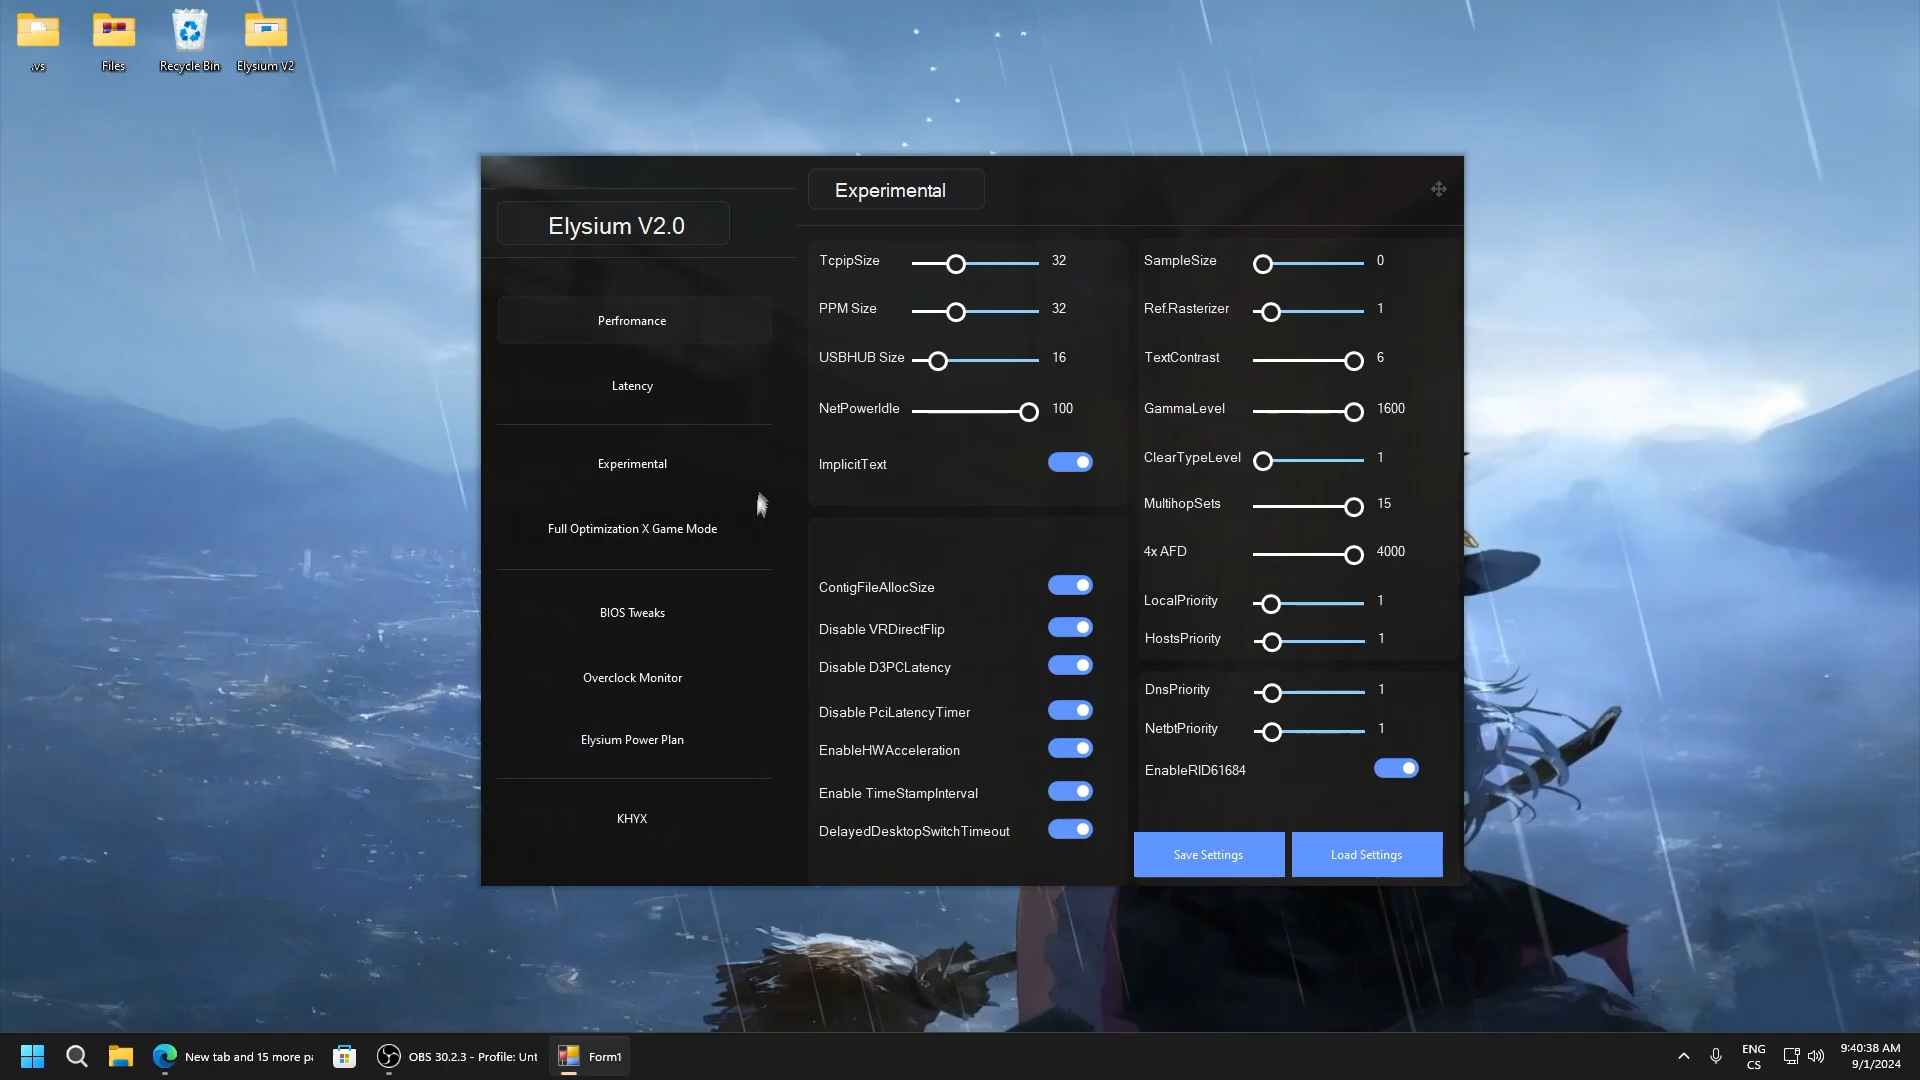 .vs
Files
Recycle Bin
Elysium V2
Elysium V2.0
Perfromance
Latency
Experimental
Full Optimization X Game Mode
BIOS Tweaks
Overclock Monitor
Elysium Power Plan
KHYX
Experimental
TcpipSize 32
PPM Size 32
USBHUB Size 16
NetPowerIdle 100
ImplicitText
ContigFileAllocSize
Disable VRDirectFlip
Disable D3PCLatency
Disable PciLatencyTimer
EnableHWAcceleration
Enable TimeStampInterval
DelayedDesktopSwitchTimeout
SampleSize 0
Ref.Rasterizer 1
TextContrast 6
GammaLevel 1600
ClearTypeLevel 1
MultihopSets 15
4x AFD 4000
LocalPriority 1
HostsPriority 1
DnsPriority 1
NetbtPriority 1
EnableRID61684
Save Settings
Load Settings
New tab and 15 more pa
OBS 30.2.3 - Profile: Unt
Form1
ENG
CS
9:40:38 AM
9/1/2024